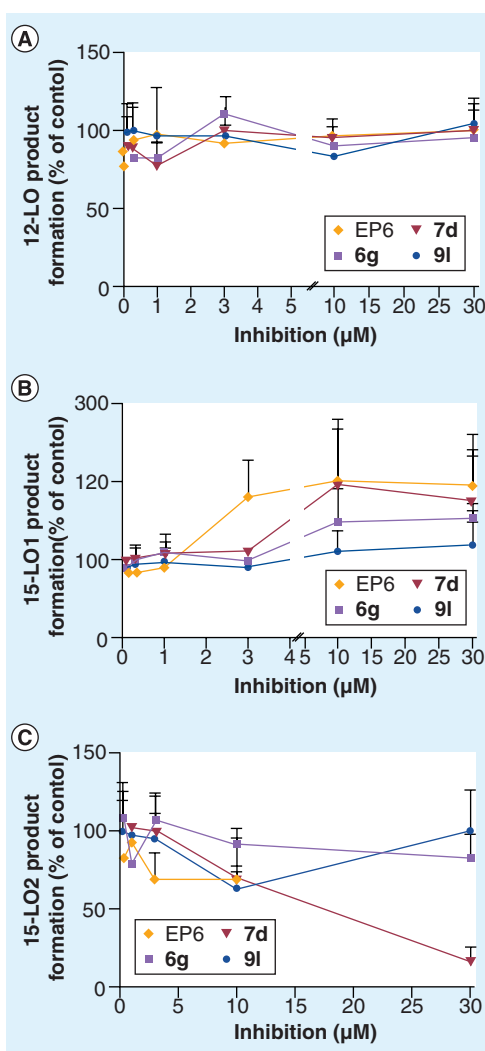 A
12-LO product
formation (% of contol)
150
100
50
0
EP6 7d
6g 9l
0 1 2 3 4 5 10 15 20 25 30
Inhibition (µM)
B
15-LO1 product
formation(% of contol)
300
120
100
0
EP6 7d
6g 9l
0 1 2 3 4 5 10 15 20 25 30
Inhibition (µM)
C
15-LO2 product
formation (% of contol)
150
100
50
0
EP6 7d
6g 9l
0 5 10 15 20 25 30
Inhibition (µM)